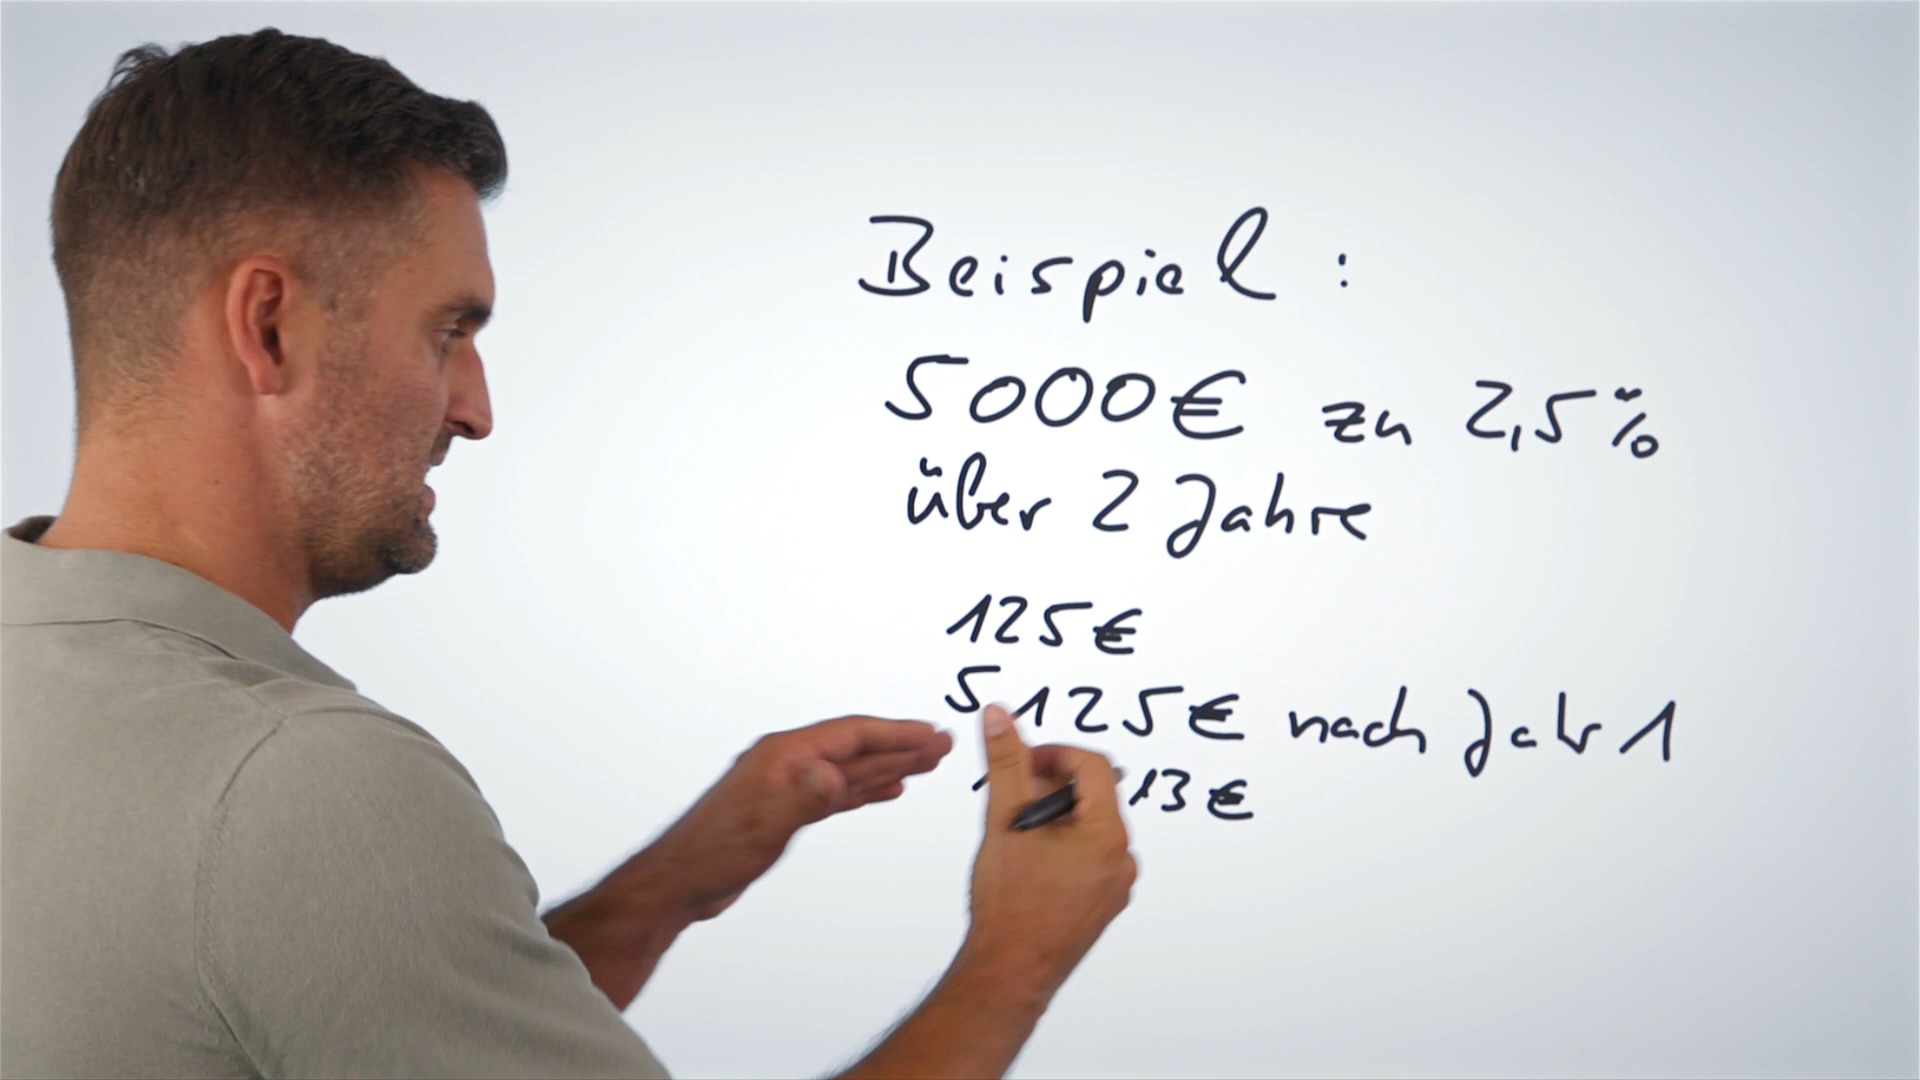 Beispiel :
5000€ zu 2,5%
über 2 Jahre
125€
5125€ nach Jahr 1
13€